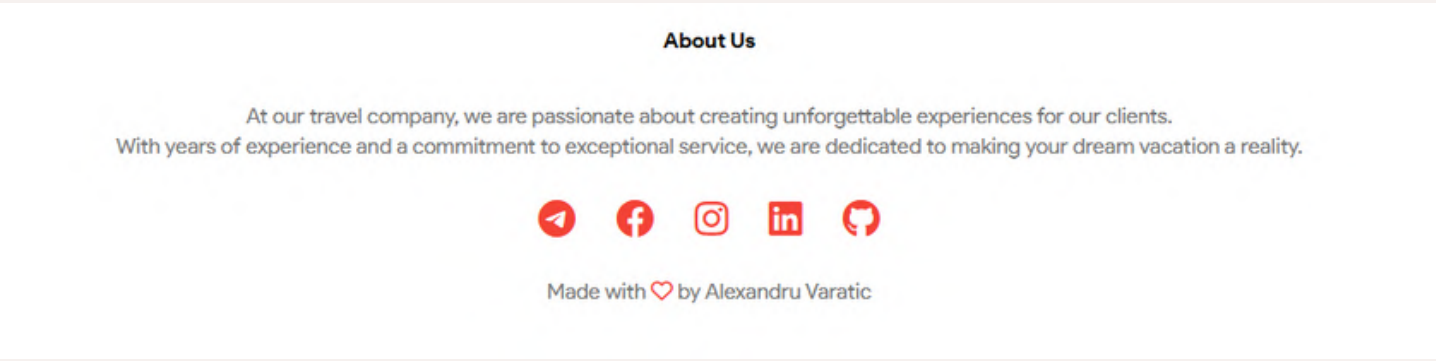 About Us
At our travel company, we are passionate about creating unforgettable experiences for our clients.
With years of experience and a commitment to exceptional service, we are dedicated to making your dream vacation a reality.
in
Made with ♡ by Alexandru Varatic